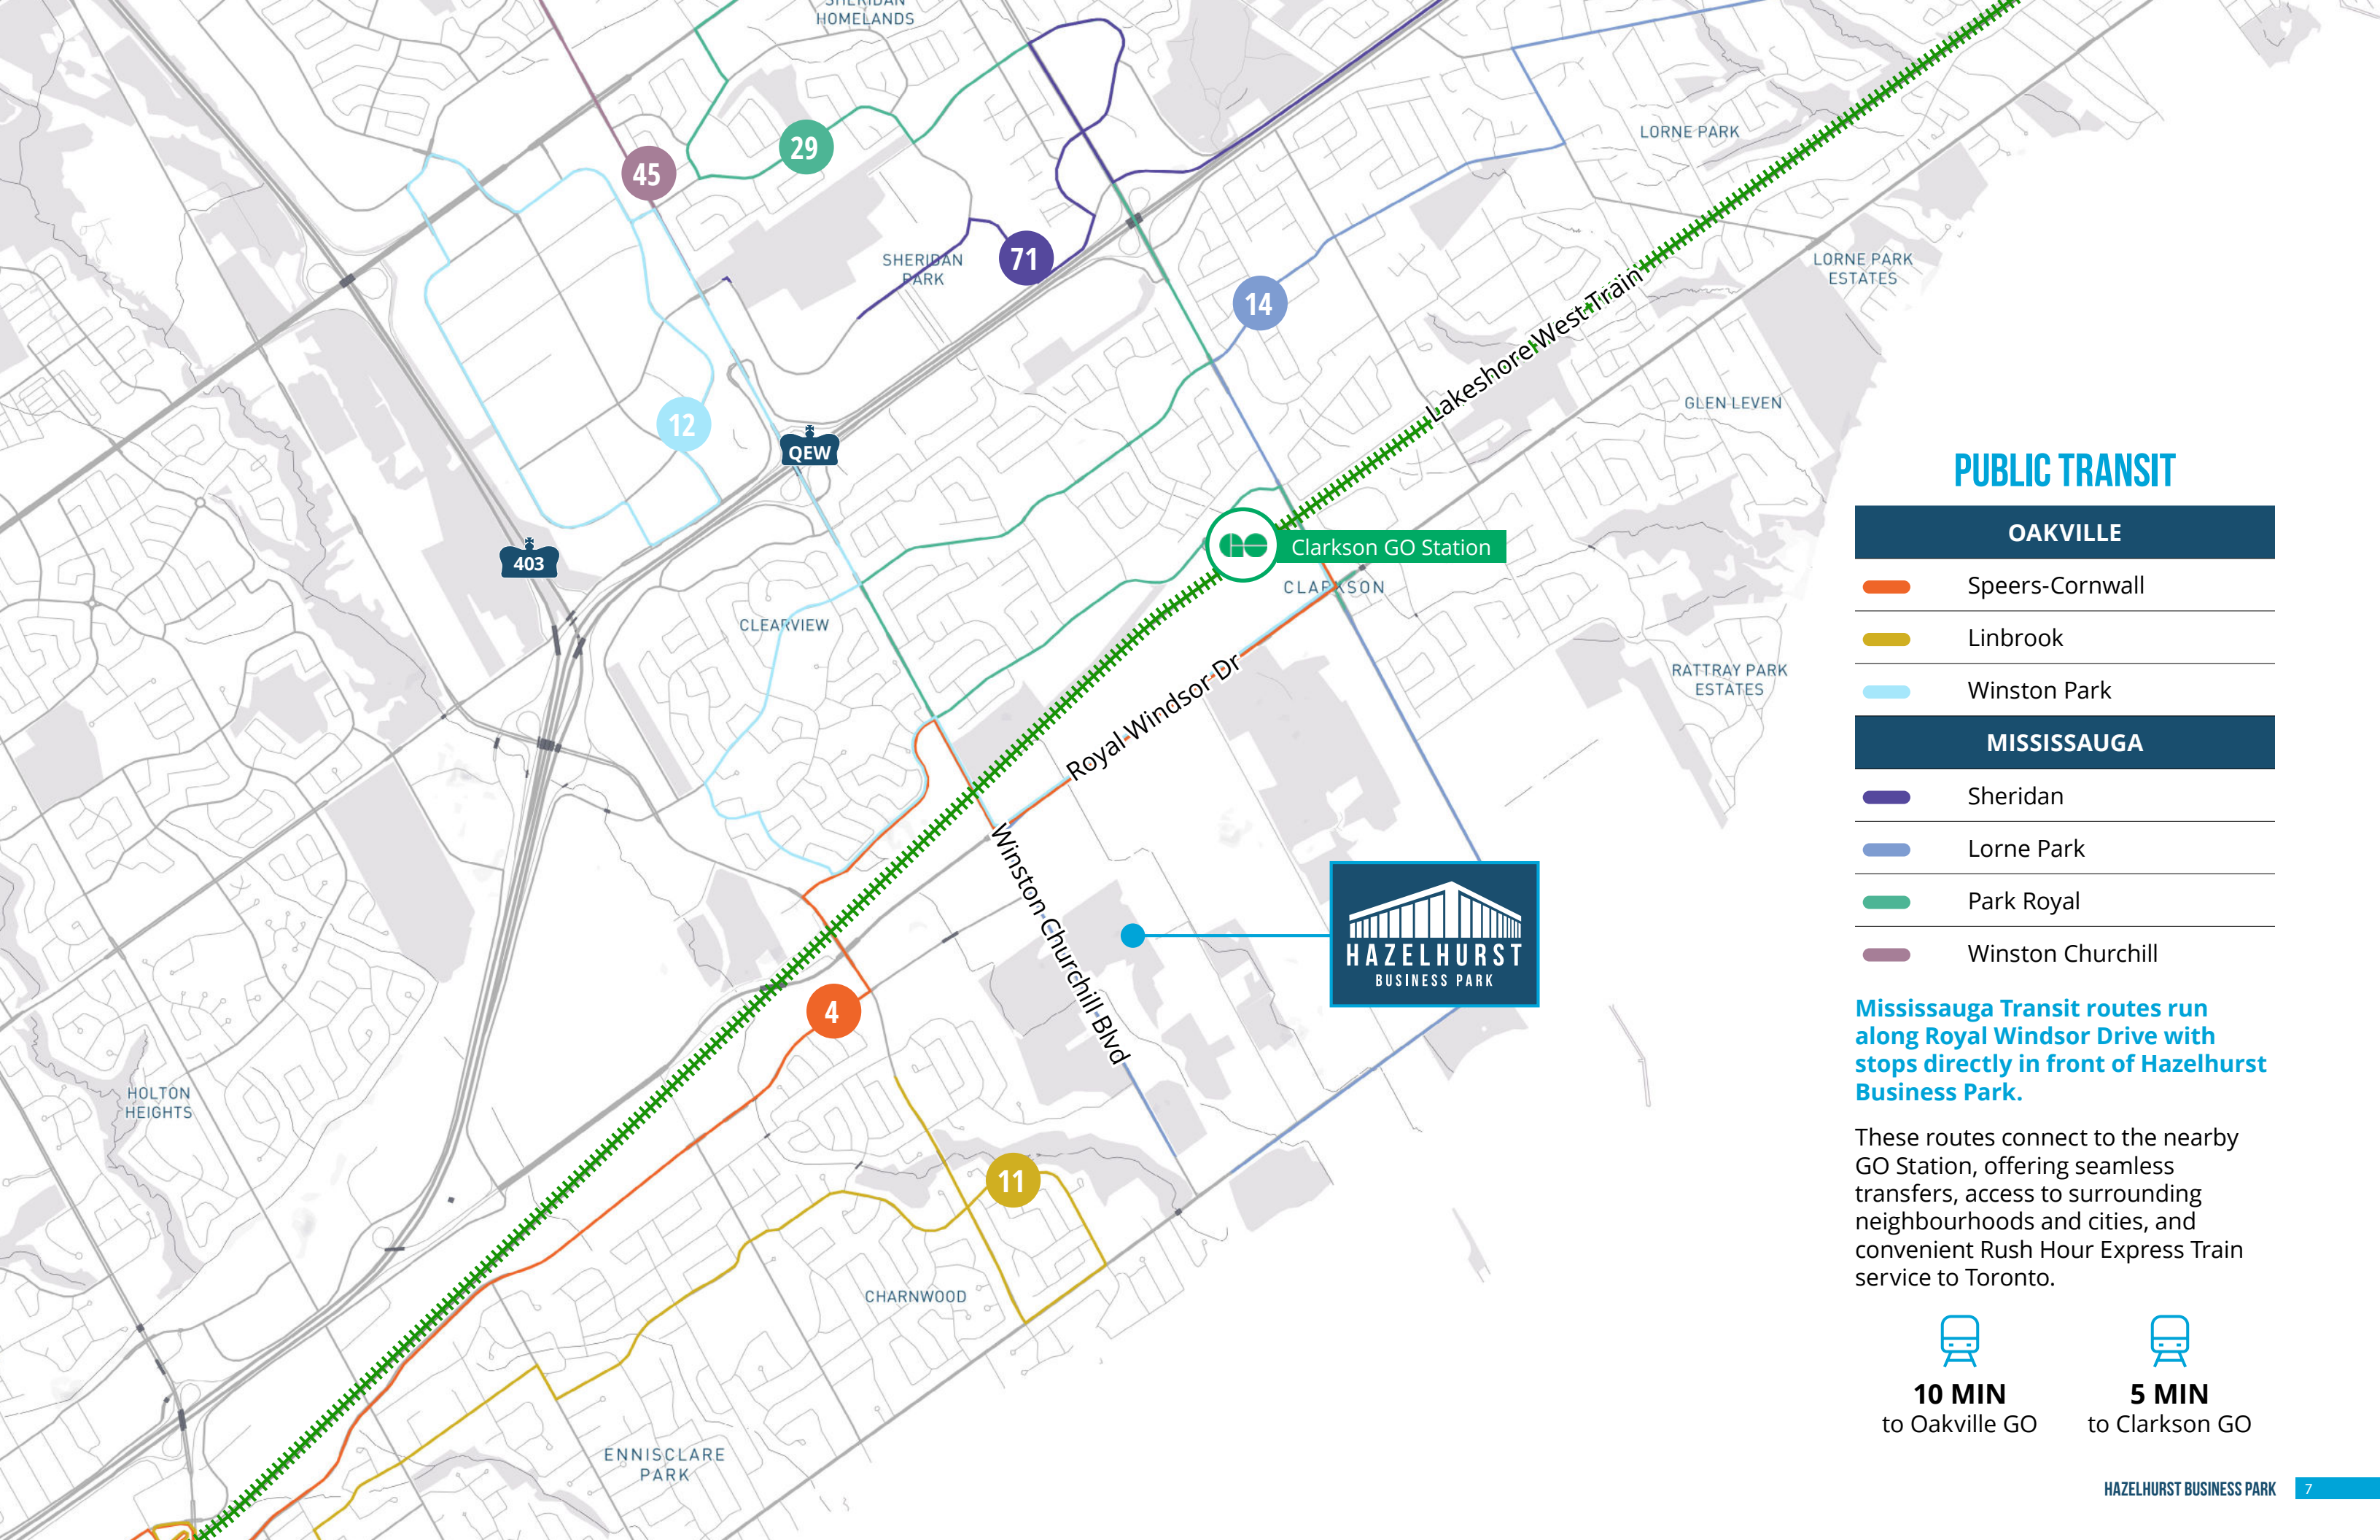 SHERIDAN
HOMELANDS
LORNE PARK
29
45
SHERIDAN
PARK
71
LORNE PARK
ESTATES
14
Lakeshore West Train
GLEN LEVEN
12
QEW
403
Clarkson GO Station
CLARKSON
CLEARVIEW
RATTRAY PARK
ESTATES
Royal Windsor Dr
Winston Churchill Blvd
HAZELHURST
BUSINESS PARK
4
HOLTON
HEIGHTS
11
CHARNWOOD
ENNISCLARE
PARK
PUBLIC TRANSIT
OAKVILLE
Speers-Cornwall
Linbrook
Winston Park
MISSISSAUGA
Sheridan
Lorne Park
Park Royal
Winston Churchill
Mississauga Transit routes run
along Royal Windsor Drive with
stops directly in front of Hazelhurst
Business Park.
These routes connect to the nearby
GO Station, offering seamless
transfers, access to surrounding
neighbourhoods and cities, and
convenient Rush Hour Express Train
service to Toronto.
10 MIN
to Oakville GO
5 MIN
to Clarkson GO
HAZELHURST BUSINESS PARK 7